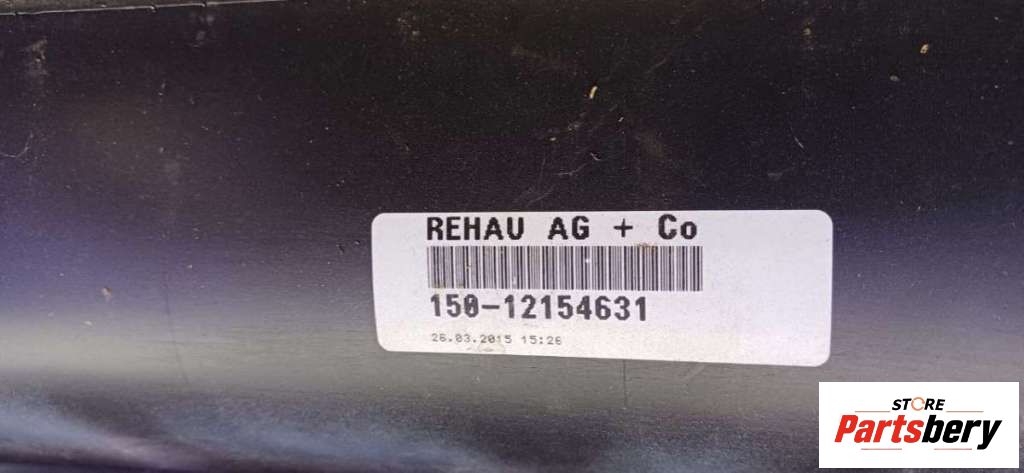 REHAU AG + Co
150-12154631
26.03.2015 15:26
STORE
Partsbery